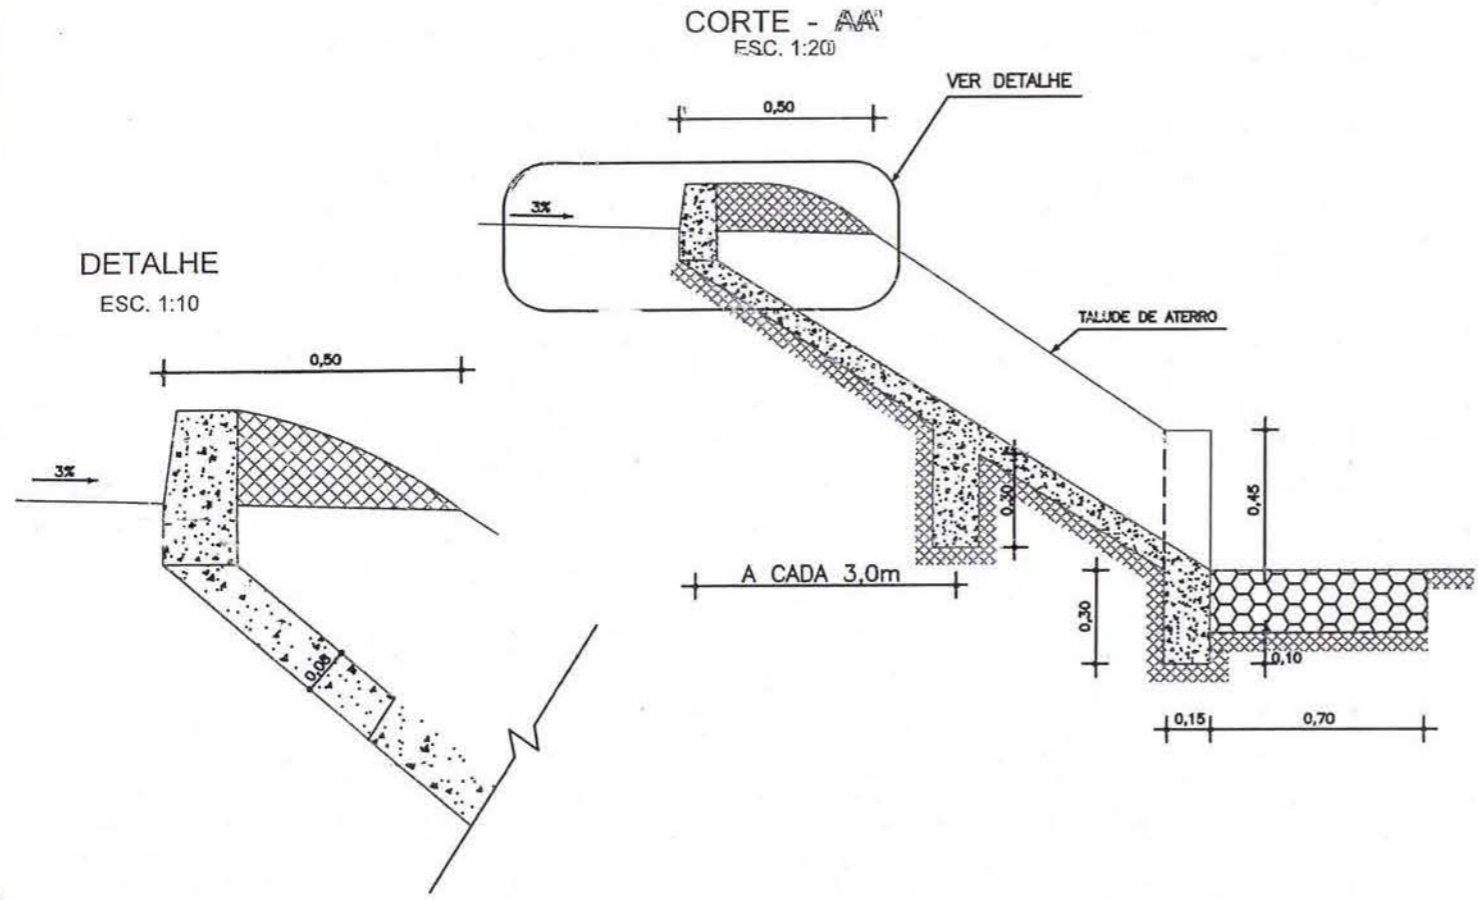 CORTE - AA'
ESC. 1:20
VER DETALHE
0,50
3%
DETALHE
ESC. 1:10
TALUDE DE ATERRO
0,50
3%
0,45
0,30
A CADA 3,0m
0,30
0,10
0,08
0,15
0,70